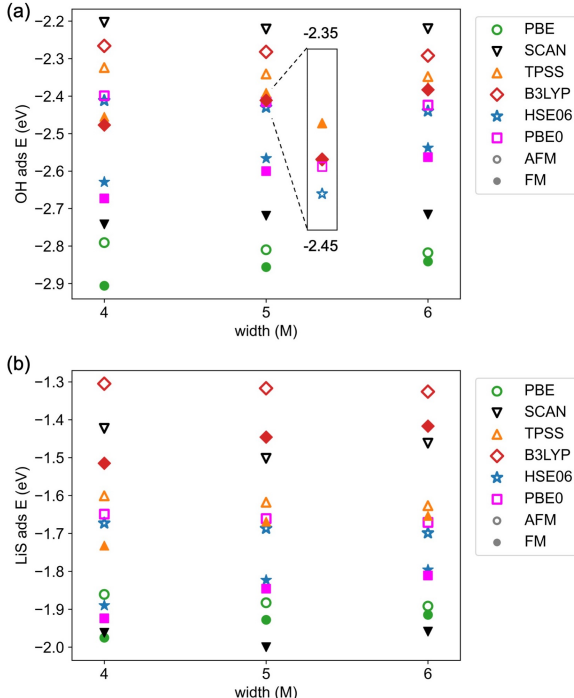 (a)
−2.2
−2.3
−2.4
−2.5
−2.6
−2.7
−2.8
−2.9
OH ads E (eV)
-2.35
-2.45
4
5
6
width (M)
PBE
SCAN
TPSS
B3LYP
HSE06
PBE0
AFM
FM
(b)
−1.3
−1.4
−1.5
−1.6
−1.7
−1.8
−1.9
−2.0
LiS ads E (eV)
4
5
6
width (M)
PBE
SCAN
TPSS
B3LYP
HSE06
PBE0
AFM
FM